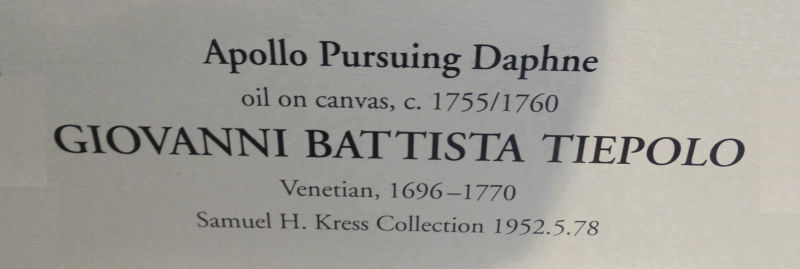 Apollo Pursuing Daphne
oil on canvas, c. 1755/1760
GIOVANNI BATTISTA TIEPOLO
Venetian, 1696–1770
Samuel H. Kress Collection 1952.5.78